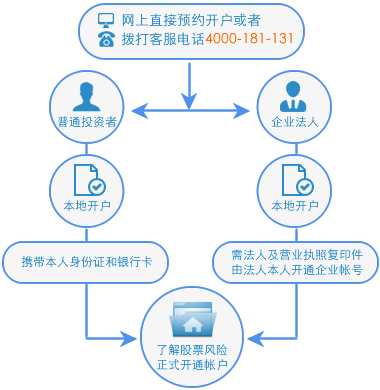 网上直接预约开户或者
拨打客服电话4000-181-131
普通投资者
企业法人
本地开户
本地开户
携带本人身份证和银行卡
需法人及营业执照复印件
由法人本人开通企业帐号
了解股票风险
正式开通帐户